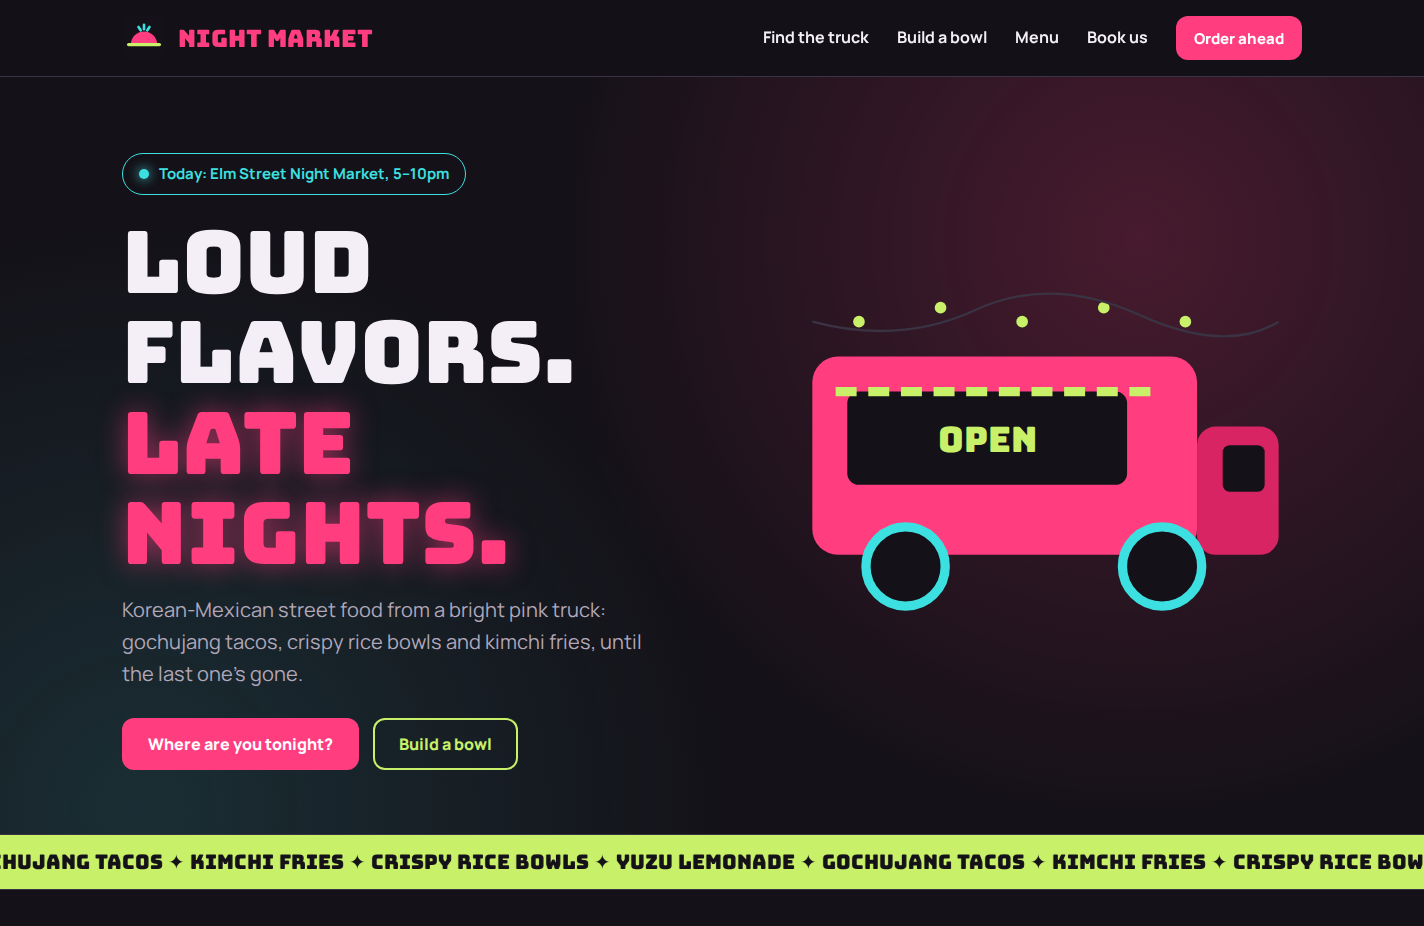 NIGHT MARKET
Find the truck
Build a bowl
Menu
Book us
Order ahead
Today: Elm Street Night Market, 5–10pm
LOUD
FLAVORS.
LATE
NIGHTS.
Korean-Mexican street food from a bright pink truck:
gochujang tacos, crispy rice bowls and kimchi fries, until
the last one’s gone.
Where are you tonight?
Build a bowl
OPEN
CHUJANG TACOS ✦ KIMCHI FRIES ✦ CRISPY RICE BOWLS ✦ YUZU LEMONADE ✦ GOCHUJANG TACOS ✦ KIMCHI FRIES ✦ CRISPY RICE BOW